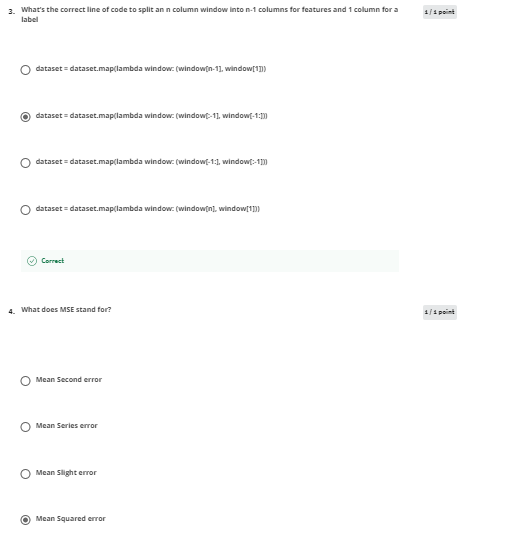 3. What's the correct line of code to split an n column window into n-1 columns for features and 1 column for a
label
1 / 1 point
dataset = dataset.map(lambda window: (window[n-1], window[1]))
dataset = dataset.map(lambda window: (window[:-1], window[-1:]))
dataset = dataset.map(lambda window: (window[-1:], window[:-1]))
dataset = dataset.map(lambda window: (window[n], window[1]))
Correct
4. What does MSE stand for?
1 / 1 point
Mean Second error
Mean Series error
Mean Slight error
Mean Squared error